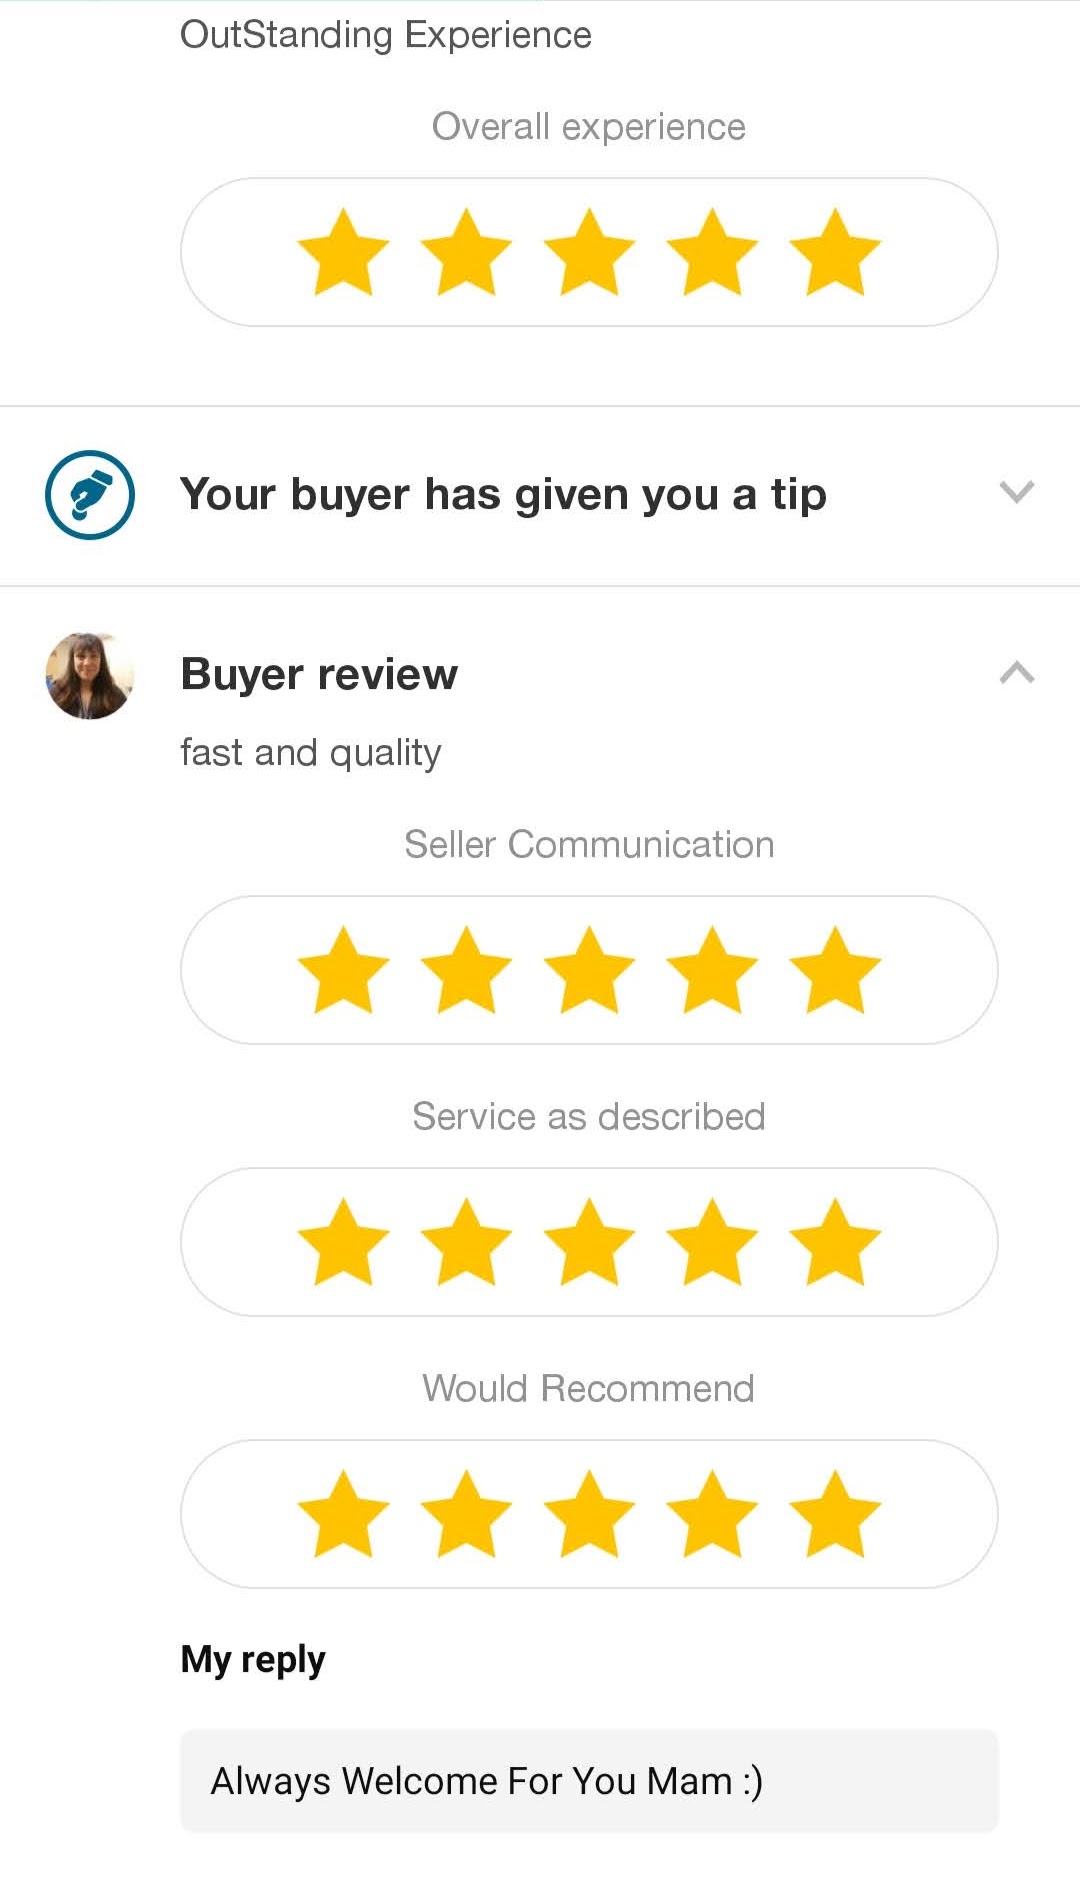 OutStanding Experience
Overall experience
Your buyer has given you a tip
Buyer review
fast and quality
Seller Communication
Service as described
Would Recommend
My reply
Always Welcome For You Mam :)